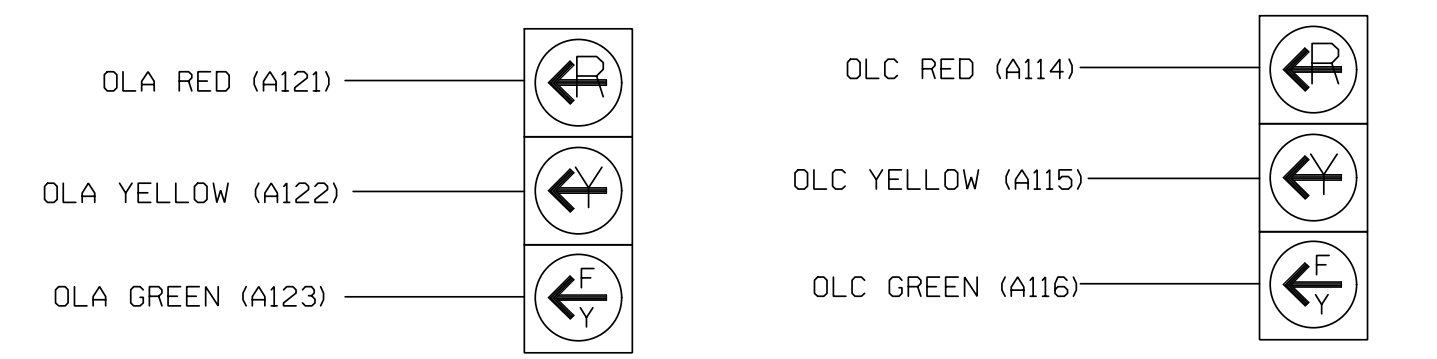 OLA RED (A121)
R
OLA YELLOW (A122)
Y
OLA GREEN (A123)
F
Y
OLC RED (A114)
R
OLC YELLOW (A115)
Y
OLC GREEN (A116)
F
Y